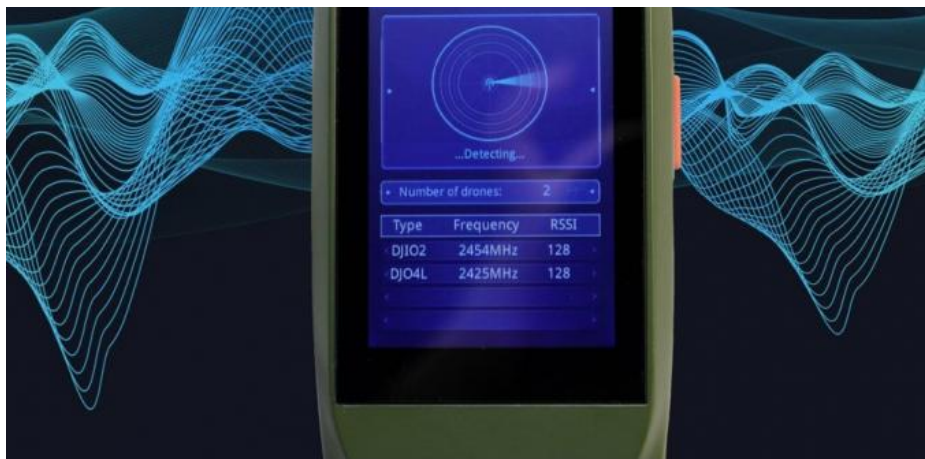 ...Detecting...
Number of drones: 2
Type Frequency RSSI
DJIO2 2454MHz 128
DJO4L 2425MHz 128